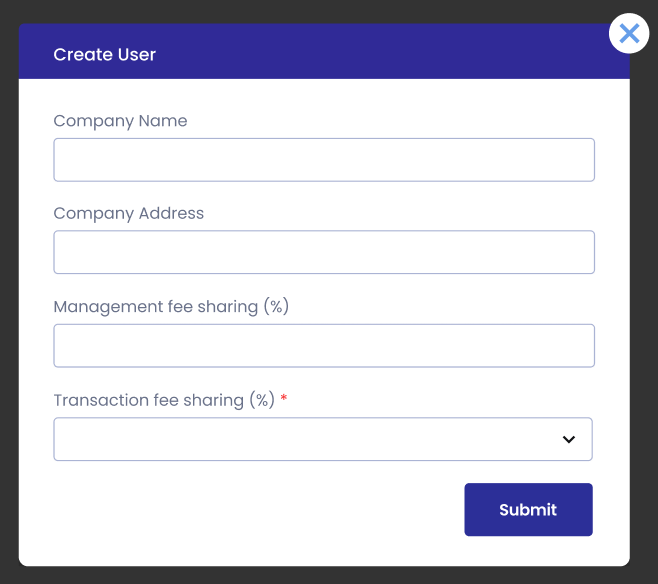 Create User
Company Name
Company Address
Management fee sharing (%)
Transaction fee sharing (%) *
Submit